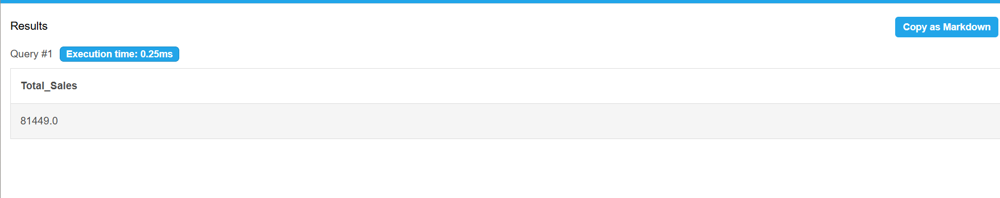 Results
Copy as Markdown
Query #1 Execution time: 0.25ms
Total_Sales
81449.0